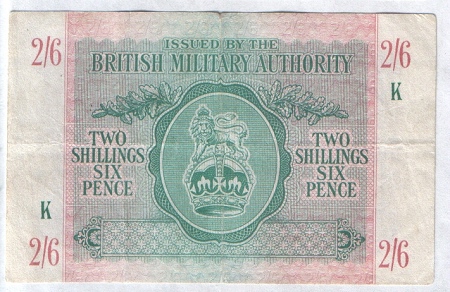 2/6 ISSUED BY THE 2/6
BRITISH MILITARY AUTHORITY
K
TWO TWO
SHILLINGS SHILLINGS
SIX SIX
PENCE PENCE
K
2/6 2/6